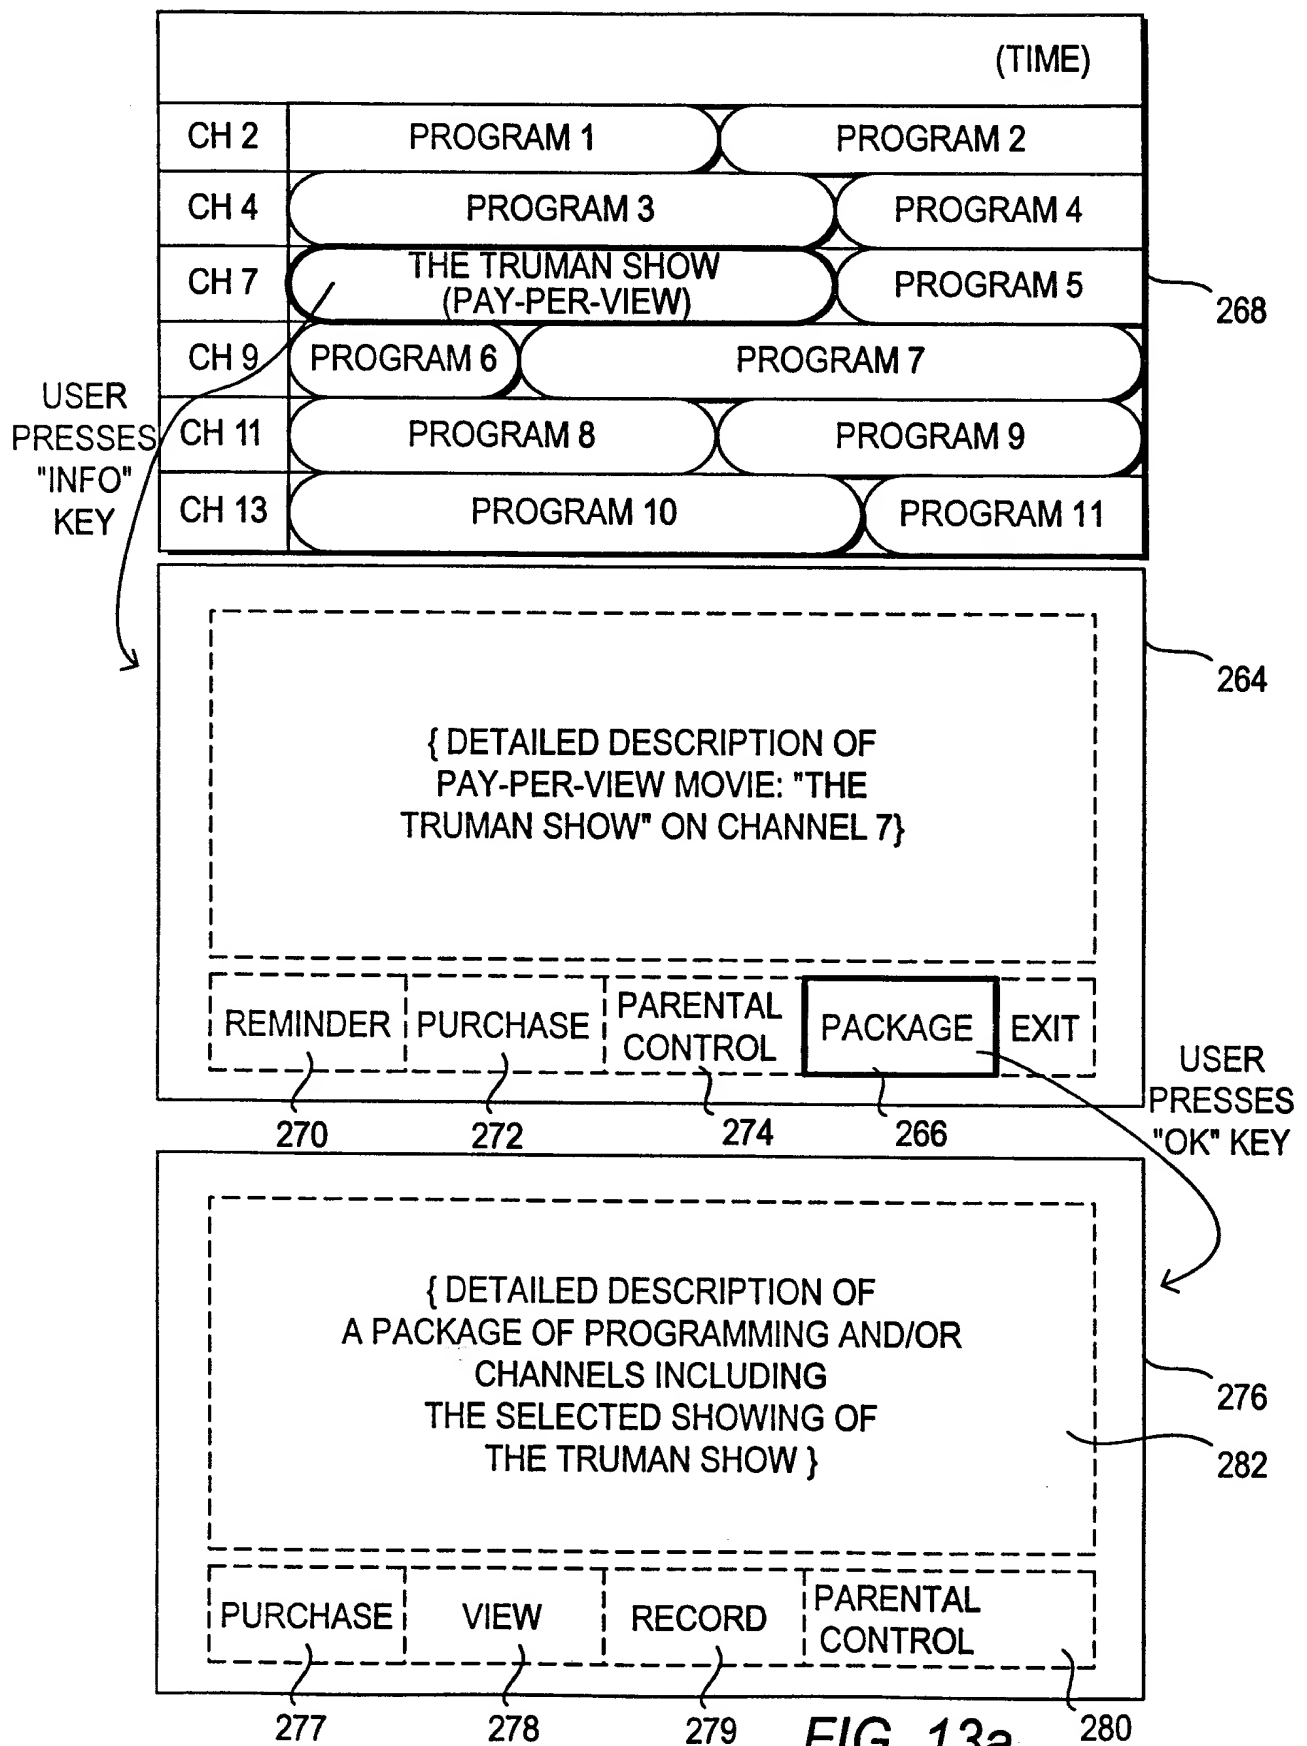 (TIME)
CH 2 PROGRAM 1 PROGRAM 2
CH 4 PROGRAM 3 PROGRAM 4
CH 7 THE TRUMAN SHOW
(PAY-PER-VIEW) PROGRAM 5
268
CH 9 PROGRAM 6 PROGRAM 7
CH 11 PROGRAM 8 PROGRAM 9
CH 13 PROGRAM 10 PROGRAM 11
USER
PRESSES
"INFO"
KEY
264
{ DETAILED DESCRIPTION OF
PAY-PER-VIEW MOVIE: "THE
TRUMAN SHOW" ON CHANNEL 7}
REMINDER PURCHASE PARENTAL
CONTROL PACKAGE EXIT
270 272 274 266
USER
PRESSES
"OK" KEY
{ DETAILED DESCRIPTION OF
A PACKAGE OF PROGRAMMING AND/OR
CHANNELS INCLUDING
THE SELECTED SHOWING OF
THE TRUMAN SHOW }
276
282
PURCHASE VIEW RECORD PARENTAL
CONTROL
277 278 279 280
FIG. 13a